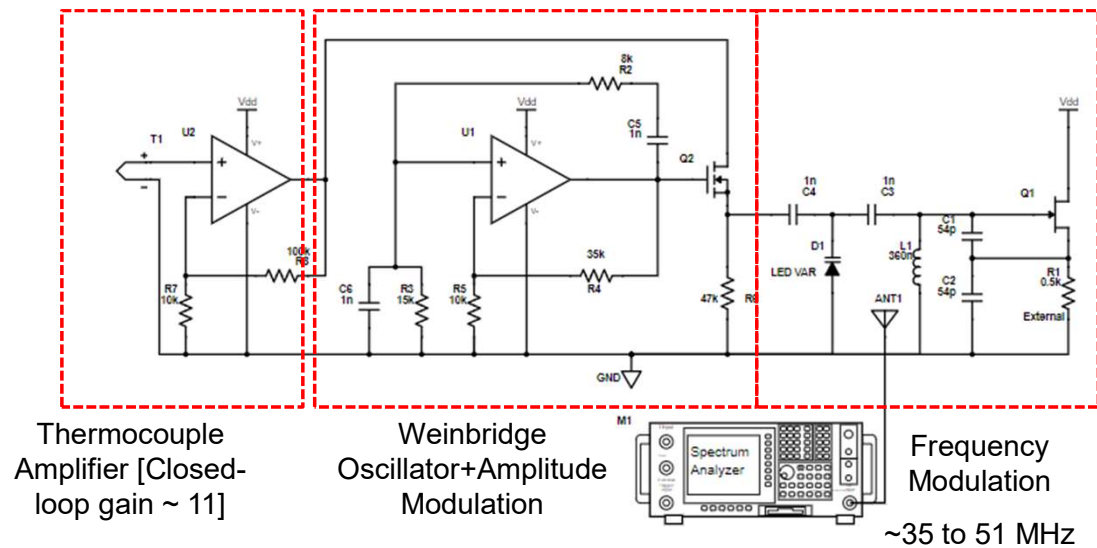 8k
R2
Vdd
Vdd
Vdd
C5
1n
T1
U2
U1
V+
V+
Q2
1n
C4
1n
C3
Q1
+
+
+
−
−
−
V-
V-
100k
R8
35k
R4
D1
LED VAR
L1
360n
C1
54p
C2
54p
R1
0.5k
External
R7
10k
C6
1n
R3
15k
R5
10k
47k
ANT1
GND
M1
Spectrum
Analyzer
Thermocouple
Amplifier [Closed-
loop gain ~ 11]
Weinbridge
Oscillator+Amplitude
Modulation
Frequency
Modulation
~35 to 51 MHz